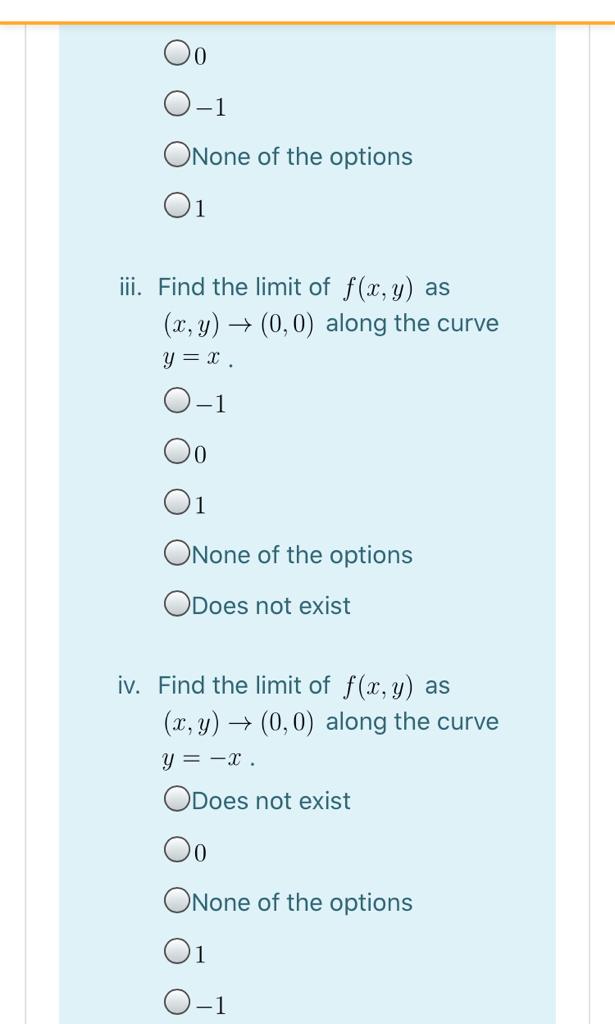 0
−1
None of the options
1
iii. Find the limit of f(x, y) as
(x, y) → (0, 0) along the curve
y = x .
−1
0
1
None of the options
Does not exist
iv. Find the limit of f(x, y) as
(x, y) → (0, 0) along the curve
y = −x .
Does not exist
0
None of the options
1
−1